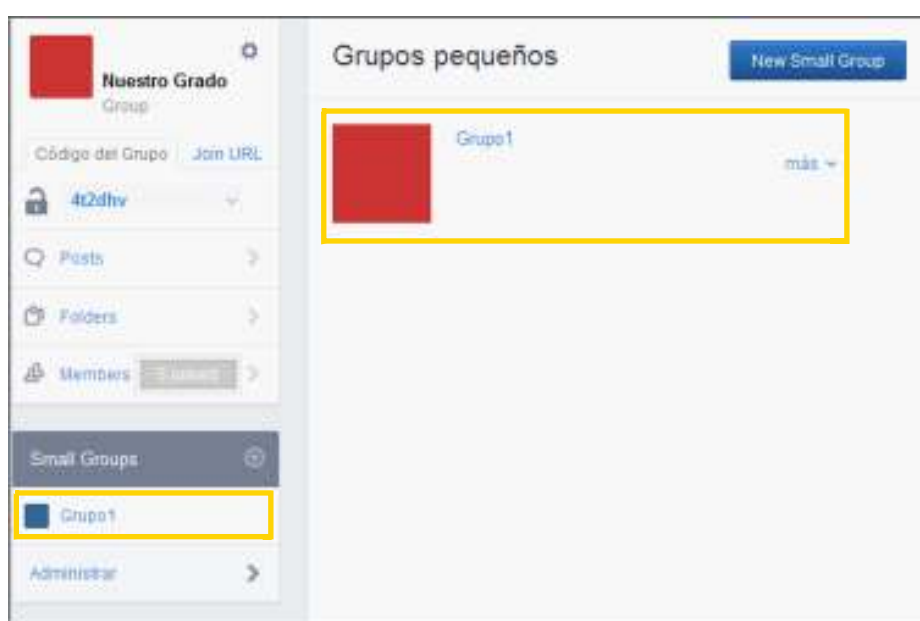 Nuestro Grado
Group
Código del Grupo
Join URL
4t2dhv
Posts
Folders
Members
Small Groups
Grupo1
Administrar
Grupos pequeños
New Small Group
Grupo1
más